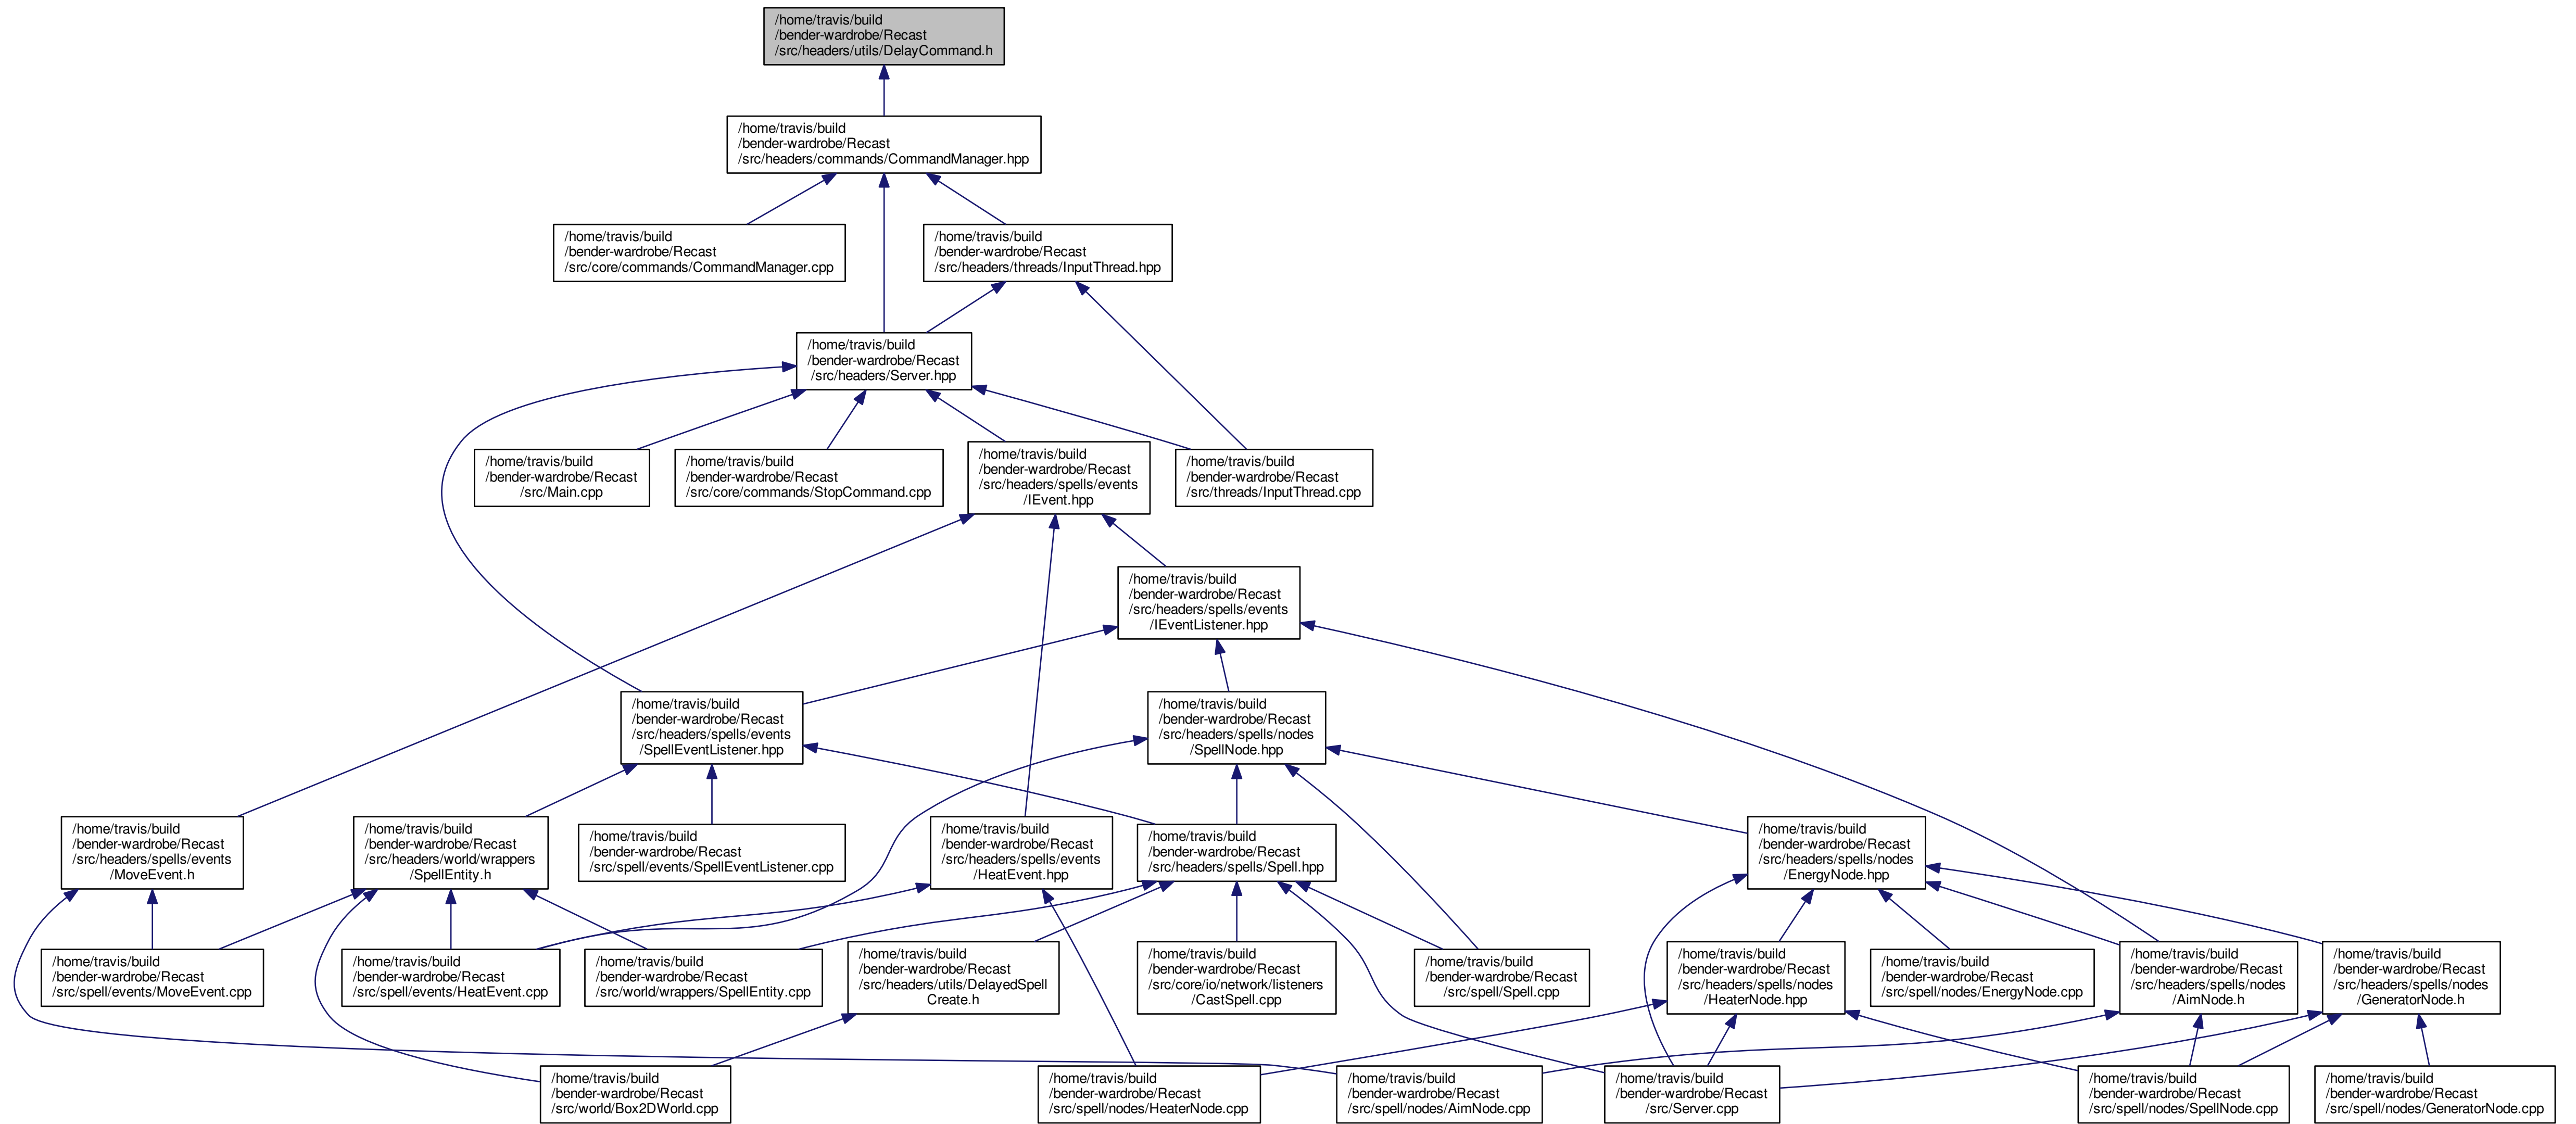 /home/travis/build
/bender-wardrobe/Recast
/src/headers/utils/DelayCommand.h
/home/travis/build
/bender-wardrobe/Recast
/src/headers/commands/CommandManager.hpp
/home/travis/build
/bender-wardrobe/Recast
/src/core/commands/CommandManager.cpp
/home/travis/build
/bender-wardrobe/Recast
/src/headers/threads/InputThread.hpp
/home/travis/build
/bender-wardrobe/Recast
/src/headers/Server.hpp
/home/travis/build
/bender-wardrobe/Recast
/src/Main.cpp
/home/travis/build
/bender-wardrobe/Recast
/src/core/commands/StopCommand.cpp
/home/travis/build
/bender-wardrobe/Recast
/src/headers/spells/events
/IEvent.hpp
/home/travis/build
/bender-wardrobe/Recast
/src/threads/InputThread.cpp
/home/travis/build
/bender-wardrobe/Recast
/src/headers/spells/events
/IEventListener.hpp
/home/travis/build
/bender-wardrobe/Recast
/src/headers/spells/events
/SpellEventListener.hpp
/home/travis/build
/bender-wardrobe/Recast
/src/headers/spells/nodes
/SpellNode.hpp
/home/travis/build
/bender-wardrobe/Recast
/src/headers/spells/events
/MoveEvent.h
/home/travis/build
/bender-wardrobe/Recast
/src/headers/world/wrappers
/SpellEntity.h
/home/travis/build
/bender-wardrobe/Recast
/src/spell/events/SpellEventListener.cpp
/home/travis/build
/bender-wardrobe/Recast
/src/headers/spells/events
/HeatEvent.hpp
/home/travis/build
/bender-wardrobe/Recast
/src/headers/spells/Spell.hpp
/home/travis/build
/bender-wardrobe/Recast
/src/headers/spells/nodes
/EnergyNode.hpp
/home/travis/build
/bender-wardrobe/Recast
/src/spell/events/MoveEvent.cpp
/home/travis/build
/bender-wardrobe/Recast
/src/spell/events/HeatEvent.cpp
/home/travis/build
/bender-wardrobe/Recast
/src/world/wrappers/SpellEntity.cpp
/home/travis/build
/bender-wardrobe/Recast
/src/headers/utils/DelayedSpell
Create.h
/home/travis/build
/bender-wardrobe/Recast
/src/core/io/network/listeners
/CastSpell.cpp
/home/travis/build
/bender-wardrobe/Recast
/src/spell/Spell.cpp
/home/travis/build
/bender-wardrobe/Recast
/src/headers/spells/nodes
/HeaterNode.hpp
/home/travis/build
/bender-wardrobe/Recast
/src/spell/nodes/EnergyNode.cpp
/home/travis/build
/bender-wardrobe/Recast
/src/headers/spells/nodes
/AimNode.h
/home/travis/build
/bender-wardrobe/Recast
/src/headers/spells/nodes
/GeneratorNode.h
/home/travis/build
/bender-wardrobe/Recast
/src/world/Box2DWorld.cpp
/home/travis/build
/bender-wardrobe/Recast
/src/spell/nodes/HeaterNode.cpp
/home/travis/build
/bender-wardrobe/Recast
/src/spell/nodes/AimNode.cpp
/home/travis/build
/bender-wardrobe/Recast
/src/Server.cpp
/home/travis/build
/bender-wardrobe/Recast
/src/spell/nodes/SpellNode.cpp
/home/travis/build
/bender-wardrobe/Recast
/src/spell/nodes/GeneratorNode.cpp